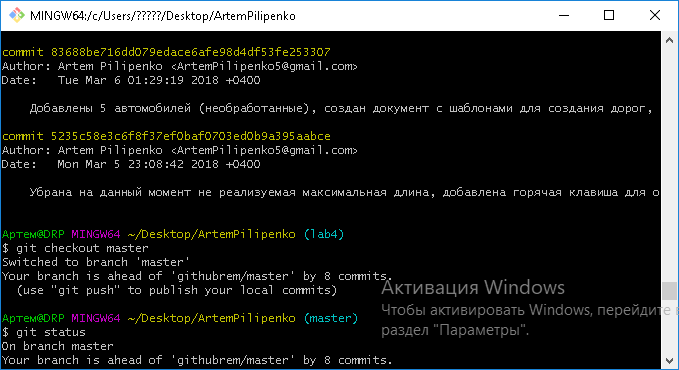 MINGW64:/c/Users/?????/Desktop/ArtemPilipenko
commit 83688be716dd079edace6afe98d4df53fe253307
Author: Artem Pilipenko <ArtemPilipenko5@gmail.com>
Date:   Tue Mar 6 01:29:19 2018 +0400
Добавлены 5 автомобилей (необработанные), создан документ с шаблонами для создания дорог,
commit 5235c58e3c6f8f37ef0baf0703ed0b9a395aabce
Author: Artem Pilipenko <ArtemPilipenko5@gmail.com>
Date:   Mon Mar 5 23:08:42 2018 +0400
Убрана на данный момент не реализуемая максимальная длина, добавлена горячая клавиша для о
Артем@DRP MINGW64 ~/Desktop/ArtemPilipenko (lab4)
$ git checkout master
Switched to branch 'master'
Your branch is ahead of 'githubrem/master' by 8 commits.
(use "git push" to publish your local commits)
Артем@DRP MINGW64 ~/Desktop/ArtemPilipenko (master)
$ git status
On branch master
Your branch is ahead of 'githubrem/master' by 8 commits.
Активация Windows
Чтобы активировать Windows, перейдите в
раздел "Параметры".